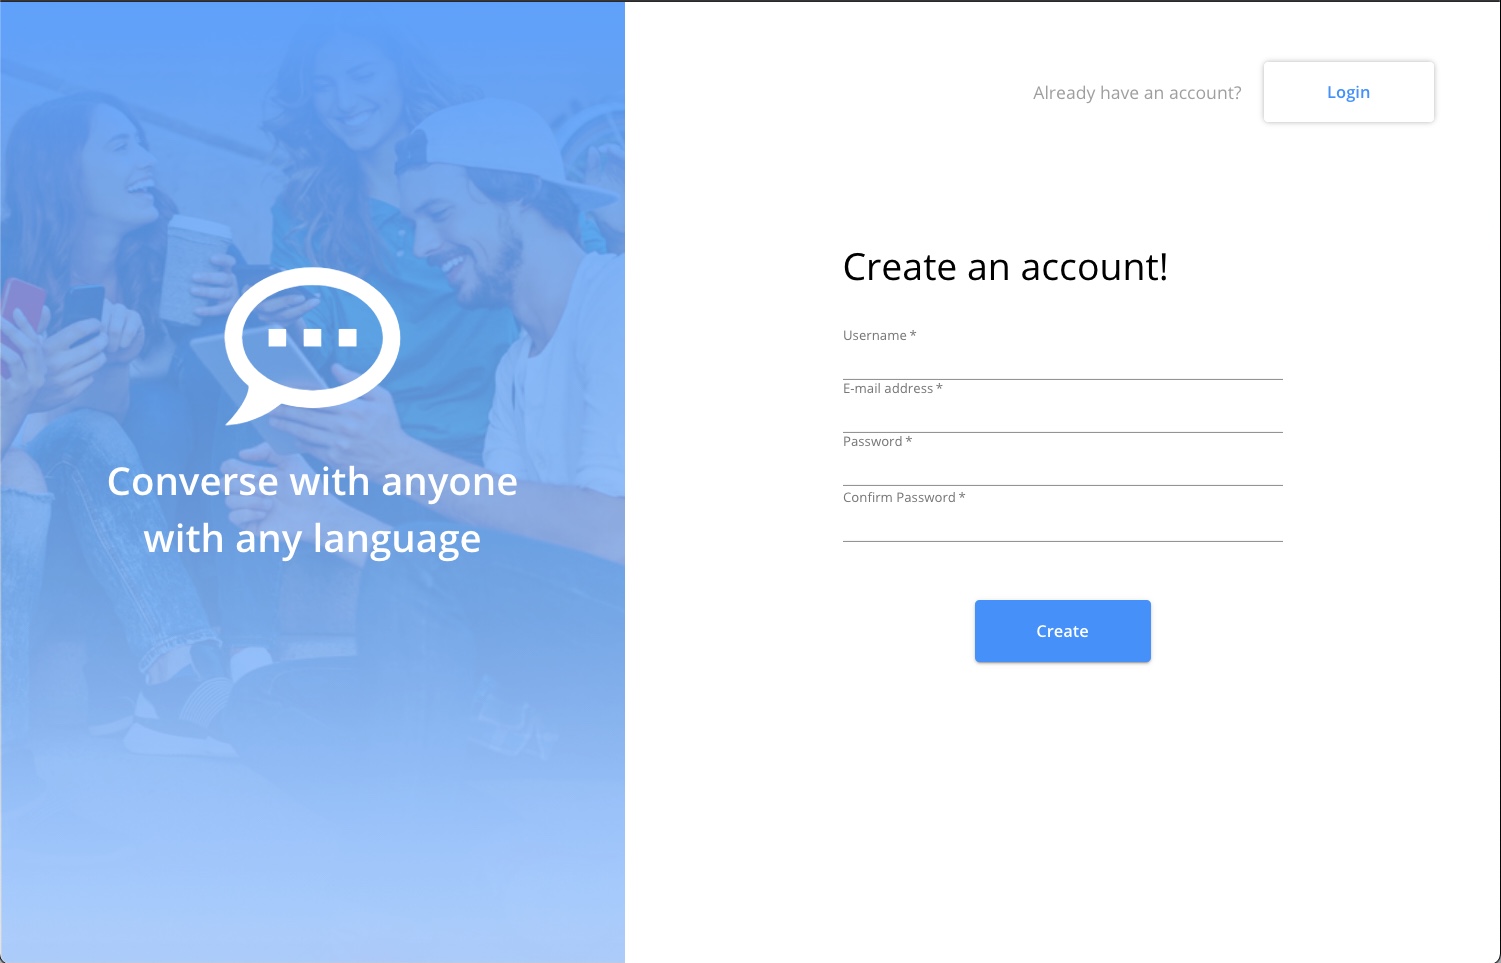 Converse with anyone
with any language
Already have an account?
Login
Create an account!
Username *
E-mail address *
Password *
Confirm Password *
Create